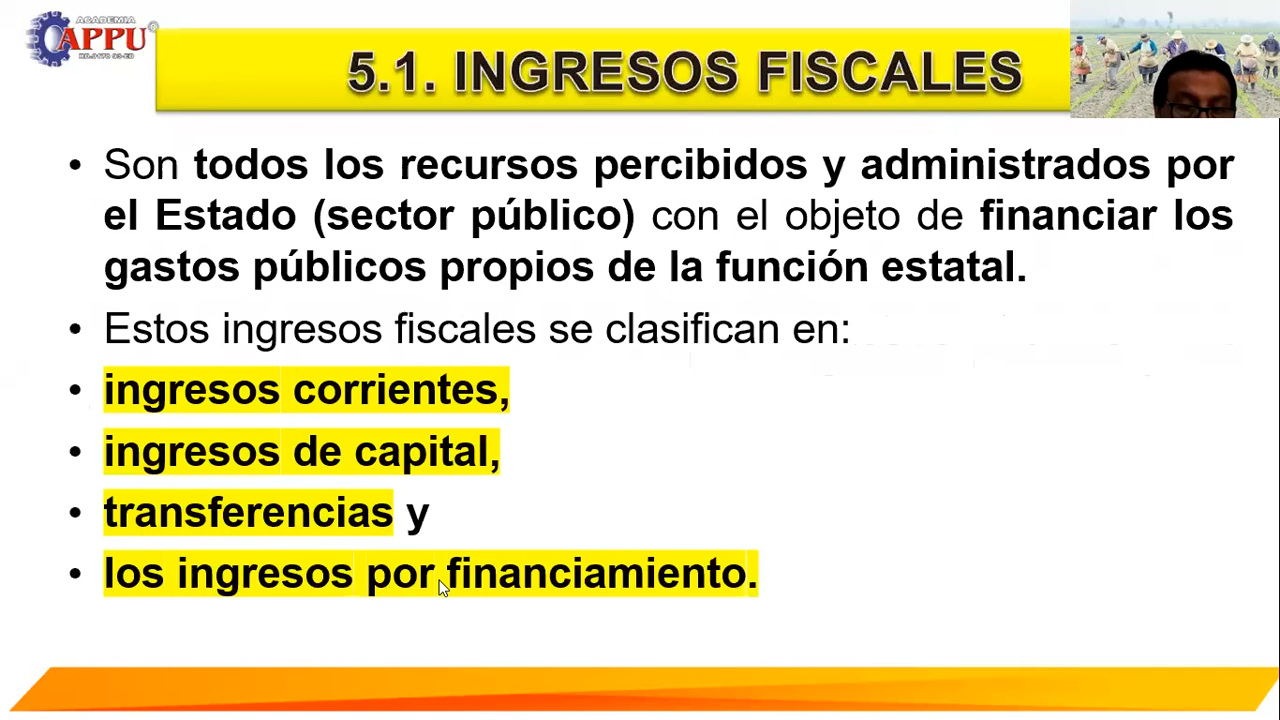 ACADEMIA
APPU
5.1. INGRESOS FISCALES
• Son todos los recursos percibidos y administrados por
el Estado (sector público) con el objeto de financiar los
gastos públicos propios de la función estatal.
• Estos ingresos fiscales se clasifican en:
• ingresos corrientes,
• ingresos de capital,
• transferencias y
• los ingresos por financiamiento.